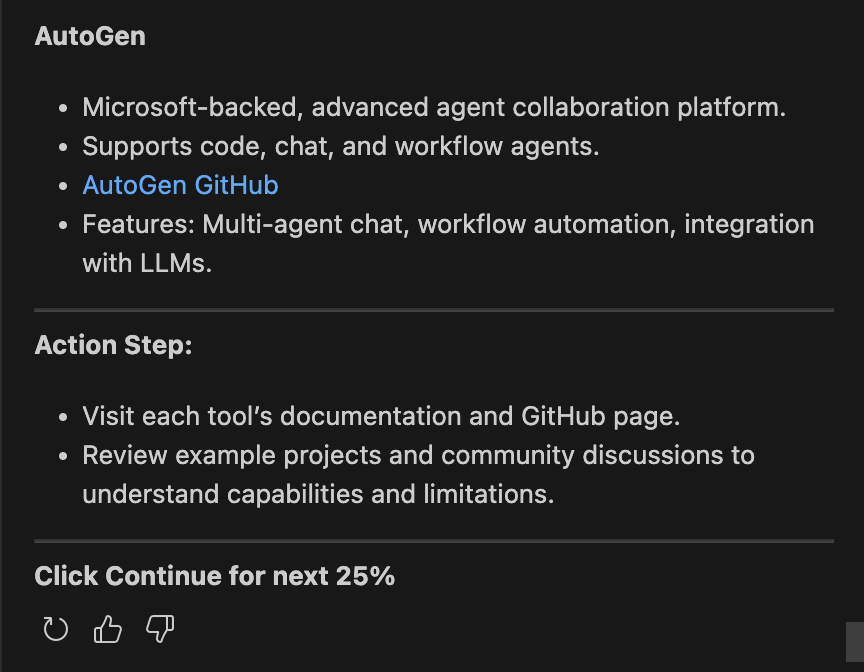 AutoGen
• Microsoft-backed, advanced agent collaboration platform.
• Supports code, chat, and workflow agents.
• AutoGen GitHub
• Features: Multi-agent chat, workflow automation, integration
with LLMs.
Action Step:
• Visit each tool’s documentation and GitHub page.
• Review example projects and community discussions to
understand capabilities and limitations.
Click Continue for next 25%